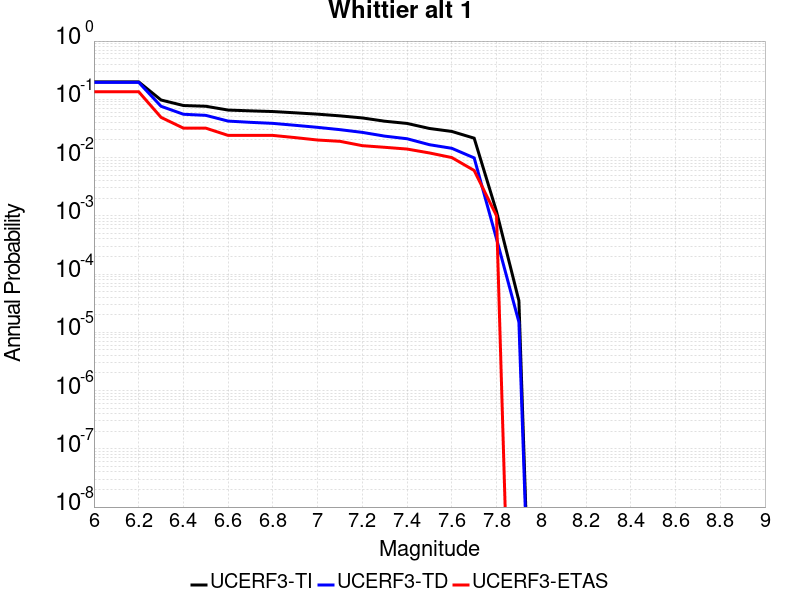 Whittier alt 1
Annual Probability
10^0
10^-1
10^-2
10^-3
10^-4
10^-5
10^-6
10^-7
10^-8
6 6.2 6.4 6.6 6.8 7 7.2 7.4 7.6 7.8 8 8.2 8.4 8.6 8.8 9
Magnitude
UCERF3-TI UCERF3-TD UCERF3-ETAS